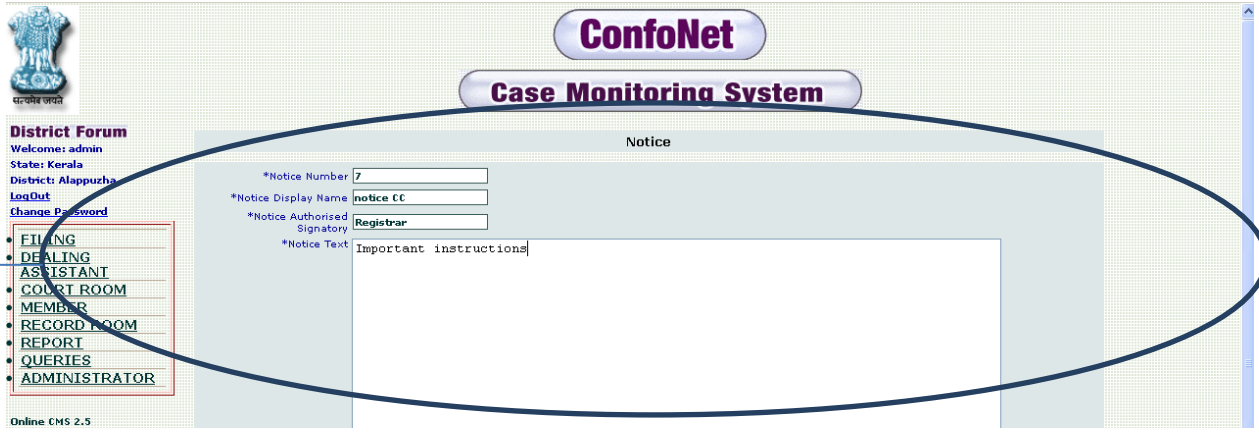 सत्यमेव जयते
ConfoNet
Case Monitoring System
District Forum
Welcome: admin
State: Kerala
District: Alappuzha
LogOut
Change Password
FILING
DEALING
ASSISTANT
COURT ROOM
MEMBER
RECORD ROOM
REPORT
QUERIES
ADMINISTRATOR
Online CMS 2.5
Notice
*Notice Number 7
*Notice Display Name notice CC
*Notice Authorised
Signatory Registrar
*Notice Text Important instructions